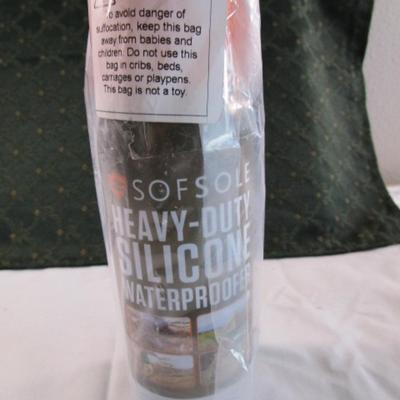 To avoid danger of
suffocation, keep this bag
away from babies and
children. Do not use this
bag in cribs, beds,
carriages or playpens.
This bag is not a toy.
SOFSOLE
HEAVY-DUTY
SILICONE
WATERPROOFER